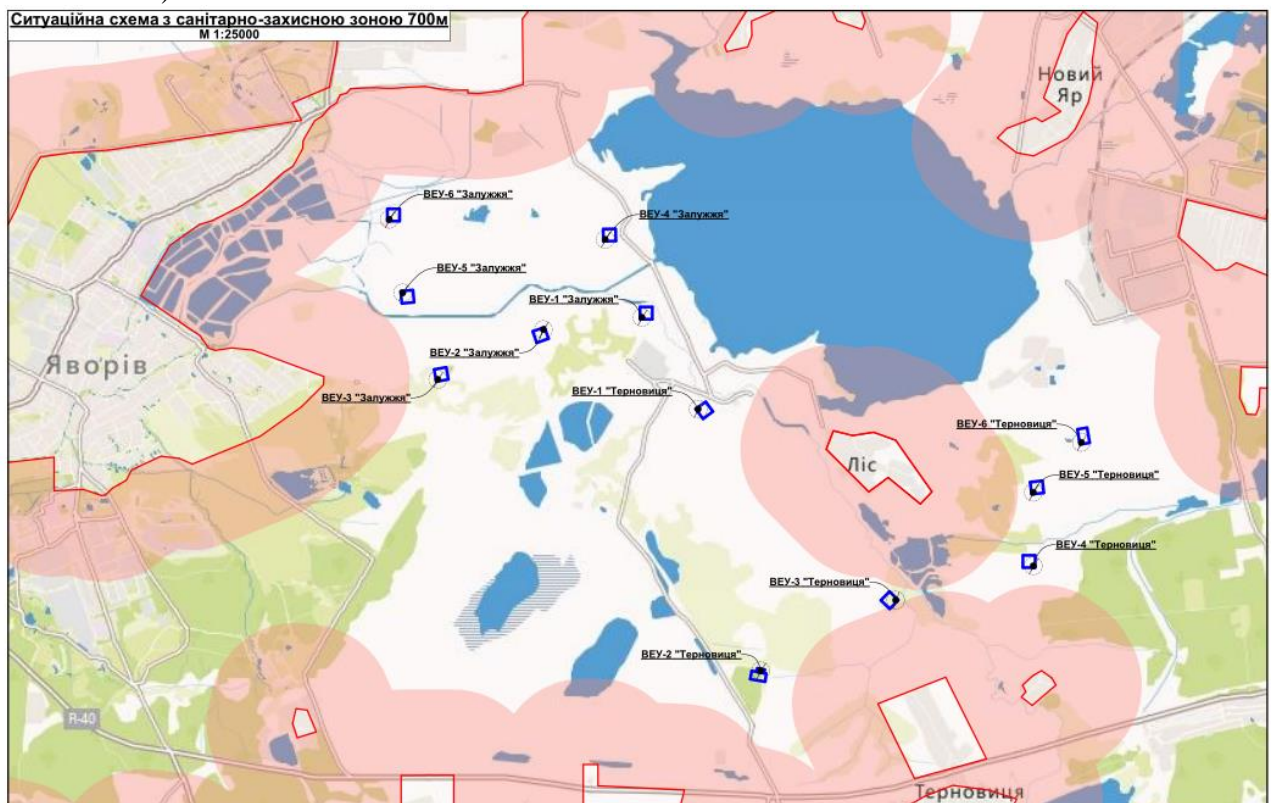 )
Ситуаційна схема з санітарно-захисною зоною 700м
М 1:25000
Новий
Яр
ВЕУ-6 "Залужжя"
ВЕУ-4 "Залужжя"
ВЕУ-5 "Залужжя"
ВЕУ-1 "Залужжя"
ВЕУ-2 "Залужжя"
Яворів
ВЕУ-3 "Залужжя"
ВЕУ-1 "Терновиця"
ВЕУ-6 "Терновиця"
Ліс
ВЕУ-5 "Терновиця"
ВЕУ-4 "Терновиця"
ВЕУ-3 "Терновиця"
ВЕУ-2 "Терновиця"
R-40
Терновиця